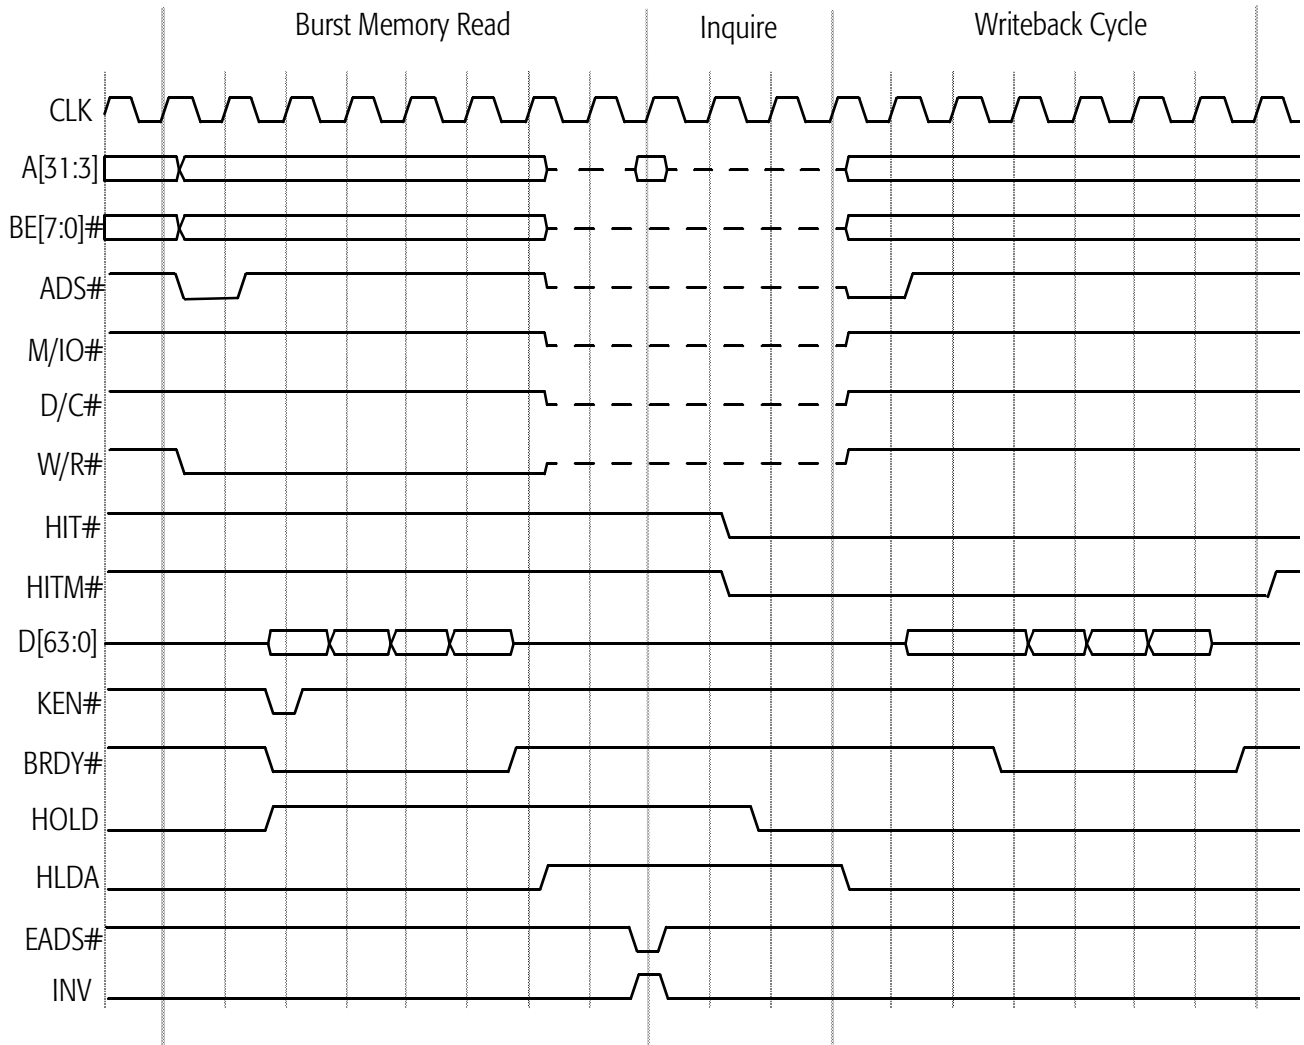 Burst Memory Read Inquire Writeback Cycle
CLK
A[31:3]
BE[7:0]#
ADS#
M/IO#
D/C#
W/R#
HIT#
HITM#
D[63:0]
KEN#
BRDY#
HOLD
HLDA
EADS#
INV